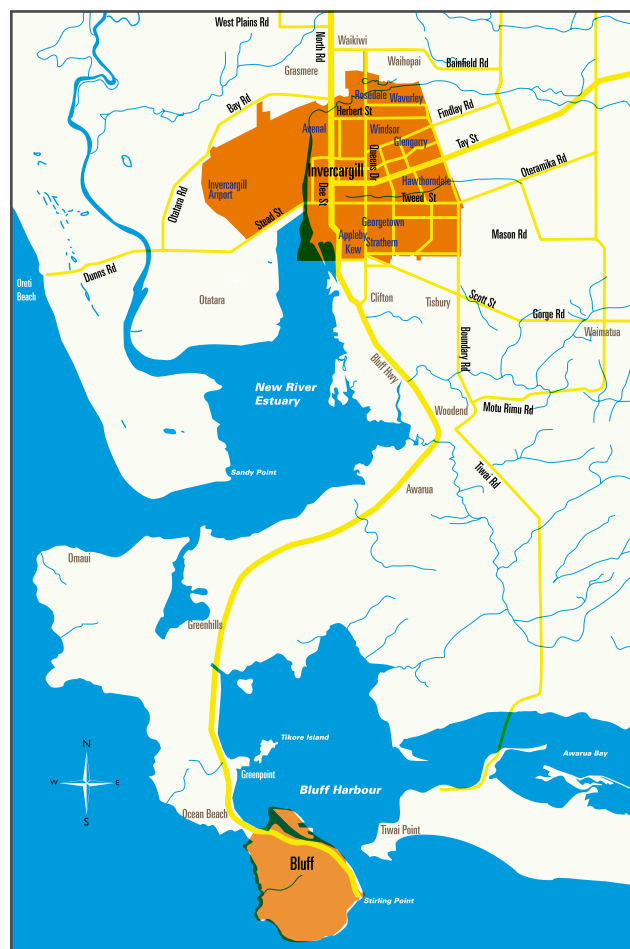 West Plains Rd
North Rd
Waikiwi
Waihopai
Bainfield Rd
Grasmere
Bay Rd
Rosedale
Waverley
Herbert St
Findlay Rd
Avenal
Windsor
Glengarry
Tay St
Queens Dr
Invercargill
Oteramika Rd
Hawthorndale
Invercargill
Ariport
Dee St
Tweed St
Otatara Rd
Stead St
Georgetown
Appleby
Strathern
Mason Rd
Kew
Dunns Rd
Oreti
Beach
Otatara
Clifton
Tisbury
Scott St
Gorge Rd
Waimatua
Boundary Rd
Bluff Hwy
New River
Estuary
Woodend
Motu Rimu Rd
Sandy Point
Tiwai Rd
Awarua
Omaui
Greenhills
N
W
E
S
Tikore Island
Awarua Bay
Greenpoint
Bluff Harbour
Ocean Beach
Tiwai Point
Bluff
Stirling Point